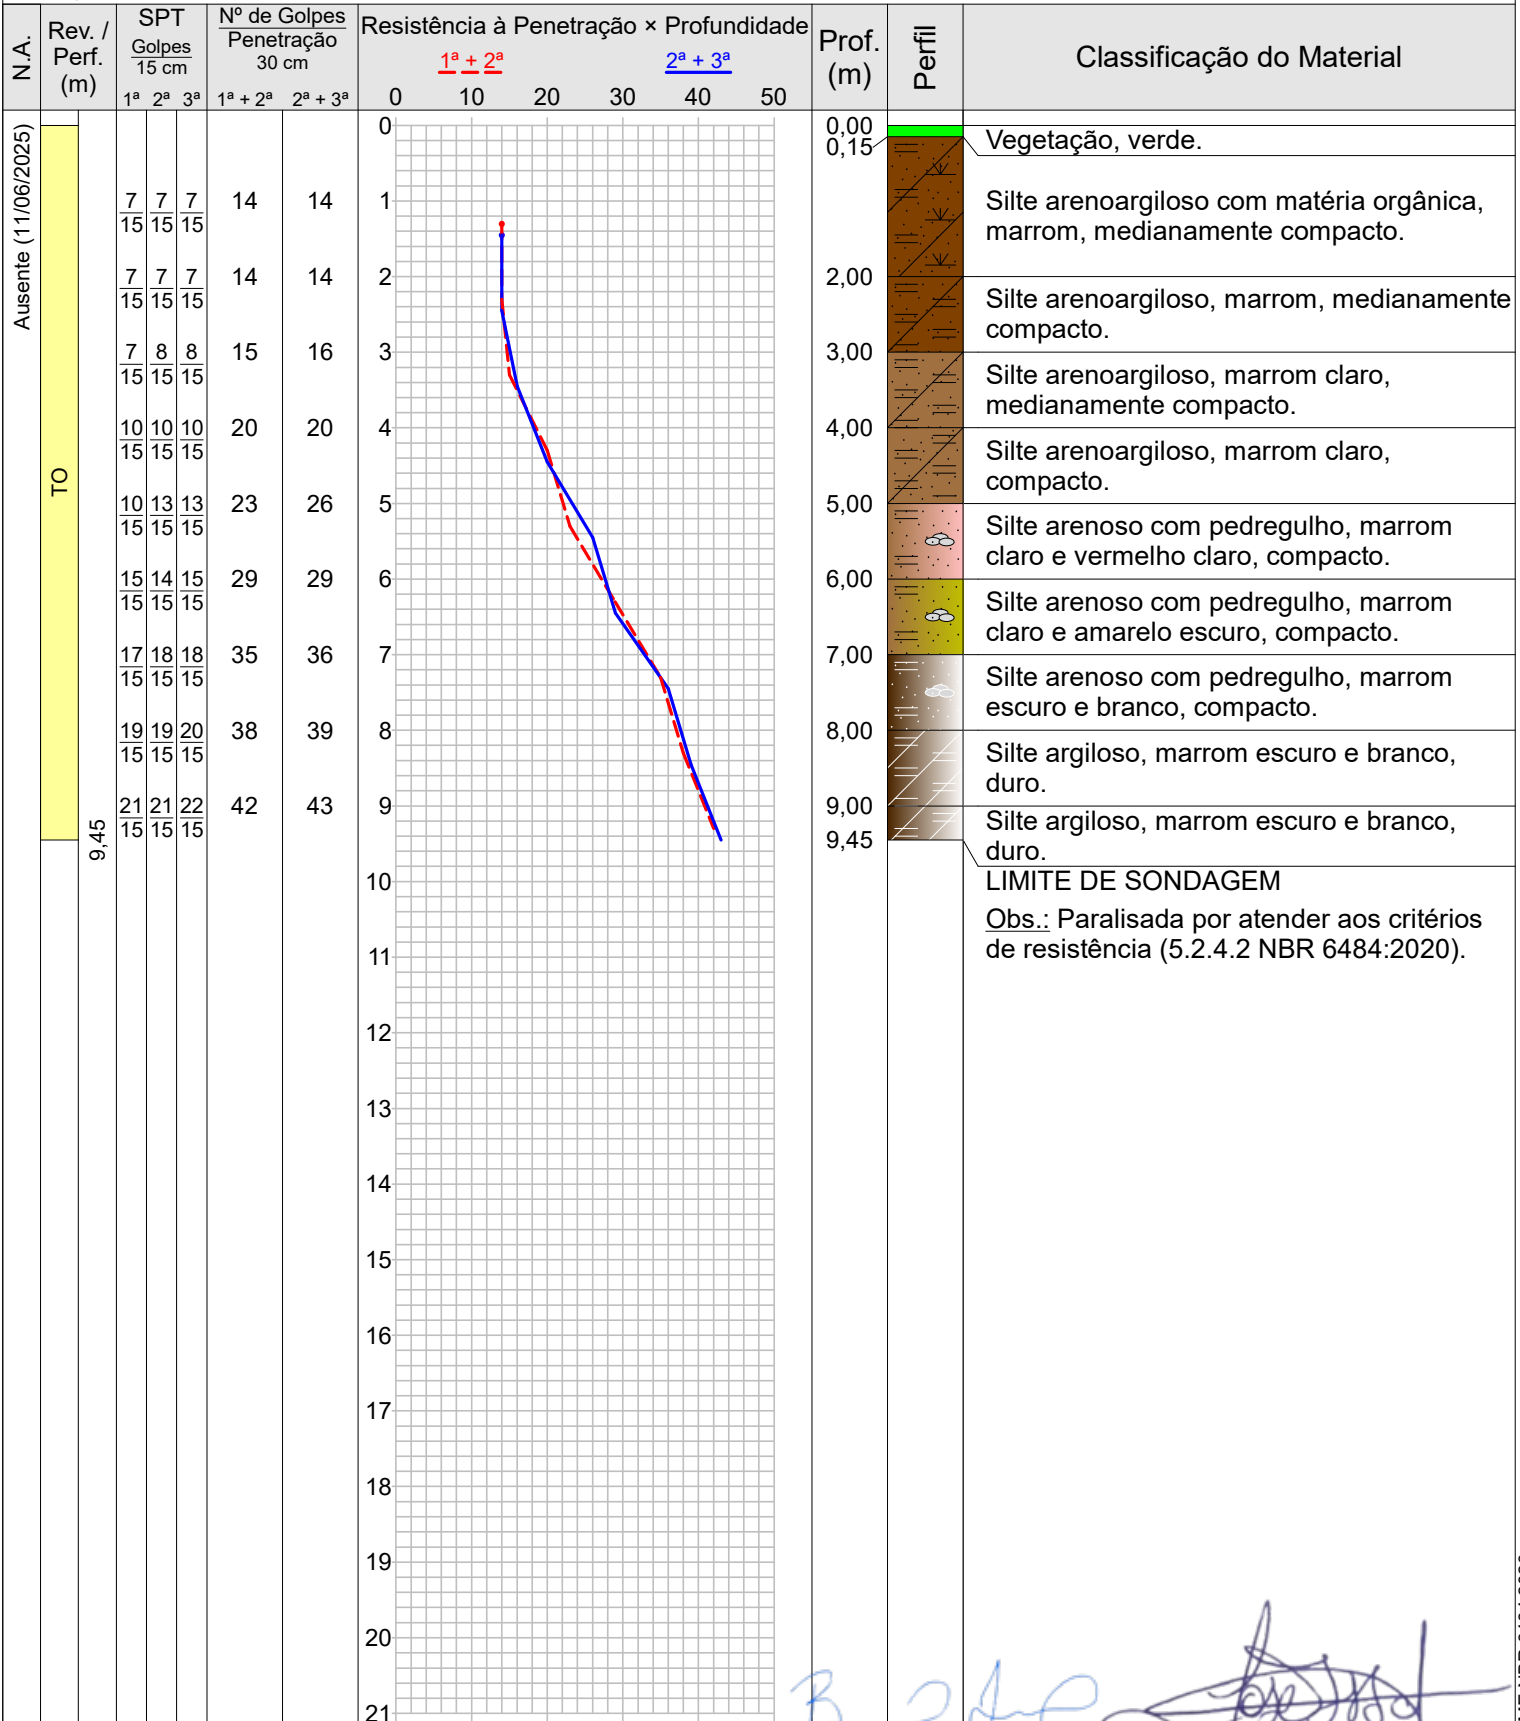 N.A.
Rev. /
Perf.
(m)
SPT
Golpes
15 cm
1ª 2ª 3ª
Nº de Golpes
Penetração
30 cm
1ª + 2ª 2ª + 3ª
Resistência à Penetração × Profundidade
1ª + 2ª 2ª + 3ª
0 10 20 30 40 50
Prof.
(m)
Perfil
Classificação do Material
Ausente (11/06/2025)
TO
9,45
7 7 7 14 14
15 15 15
7 7 7 14 14
15 15 15
7 8 8 15 16
15 15 15
10 10 10 20 20
15 15 15
10 13 13 23 26
15 15 15
15 14 15 29 29
15 15 15
17 18 18 35 36
15 15 15
19 19 20 38 39
15 15 15
21 21 22 42 43
15 15 15
0
1
2
3
4
5
6
7
8
9
10
11
12
13
14
15
16
17
18
19
20
21
0,00
0,15
2,00
3,00
4,00
5,00
6,00
7,00
8,00
9,00
9,45
Vegetação, verde.
Silte arenoargiloso com matéria orgânica,
marrom, medianamente compacto.
Silte arenoargiloso, marrom, medianamente
compacto.
Silte arenoargiloso, marrom claro,
medianamente compacto.
Silte arenoargiloso, marrom claro,
compacto.
Silte arenoso com pedregulho, marrom
claro e vermelho claro, compacto.
Silte arenoso com pedregulho, marrom
claro e amarelo escuro, compacto.
Silte arenoso com pedregulho, marrom
escuro e branco, compacto.
Silte argiloso, marrom escuro e branco,
duro.
Silte argiloso, marrom escuro e branco,
duro.
LIMITE DE SONDAGEM
Obs.: Paralisada por atender aos critérios
de resistência (5.2.4.2 NBR 6484:2020).